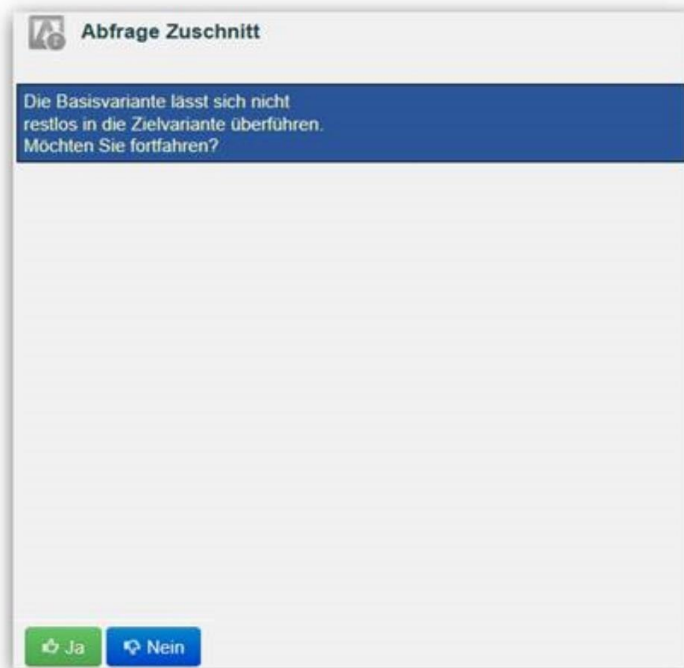 Abfrage Zuschnitt
Die Basisvariante lässt sich nicht
restlos in die Zielvariante überführen.
Möchten Sie fortfahren?
Ja
Nein